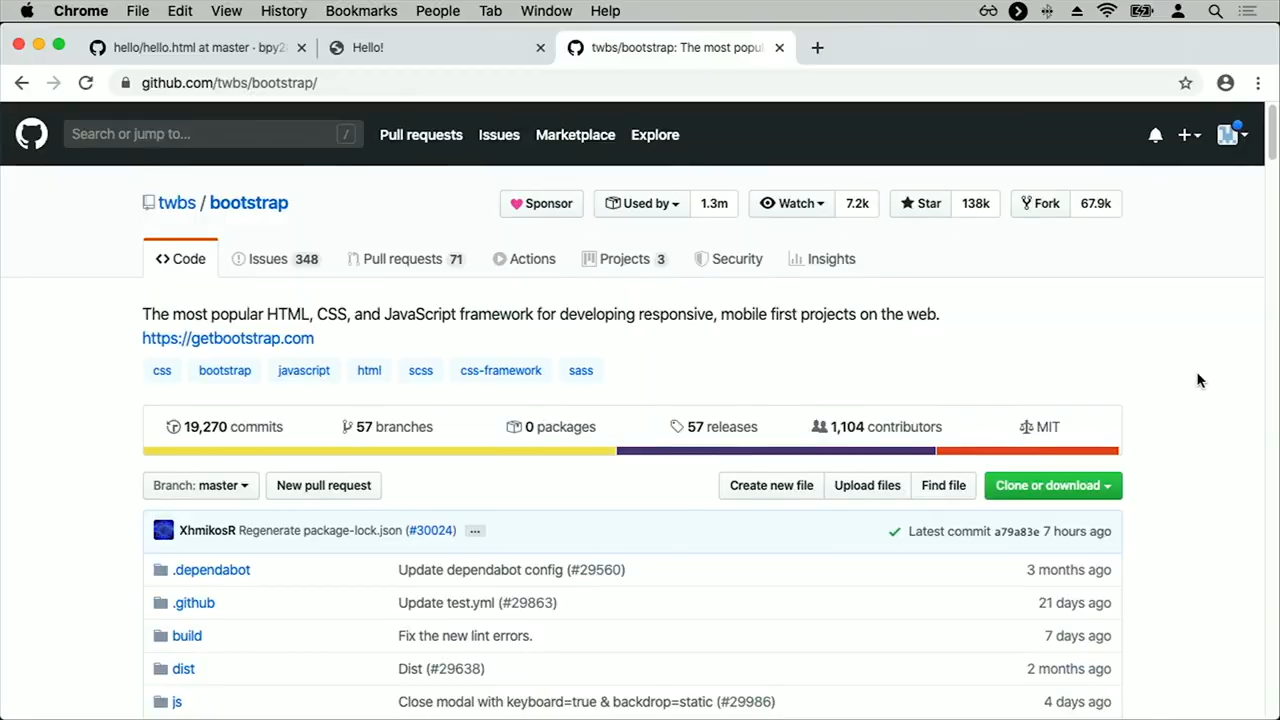 Chrome File Edit View History Bookmarks People Tab Window Help
hello/hello.html at master · bpy2 Hello! twbs/bootstrap: The most popu
github.com/twbs/bootstrap/
Search or jump to... / Pull requests Issues Marketplace Explore
twbs / bootstrap Sponsor Used by 1.3m Watch 7.2k Star 138k Fork 67.9k
Code Issues 348 Pull requests 71 Actions Projects 3 Security Insights
The most popular HTML, CSS, and JavaScript framework for developing responsive, mobile first projects on the web.
https://getbootstrap.com
css bootstrap javascript html scss css-framework sass
19,270 commits 57 branches 0 packages 57 releases 1,104 contributors MIT
Branch: master New pull request Create new file Upload files Find file Clone or download
XhmikosR Regenerate package-lock.json (#30024) ... Latest commit a79a83e 7 hours ago
.dependabot Update dependabot config (#29560) 3 months ago
.github Update test.yml (#29863) 21 days ago
build Fix the new lint errors. 7 days ago
dist Dist (#29638) 2 months ago
js Close modal with keyboard=true & backdrop=static (#29986) 4 days ago